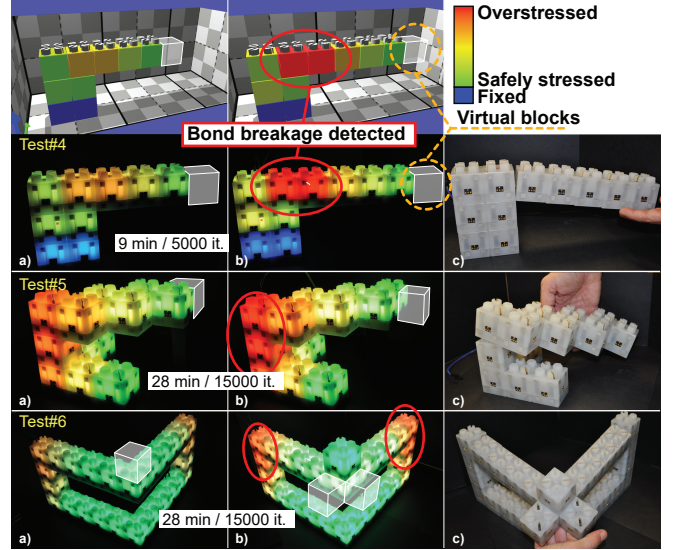 Overstressed
Safely stressed
Fixed
Virtual blocks
Bond breakage detected
Test#4
9 min / 5000 it.
a)
b)
c)
Test#5
28 min / 15000 it.
a)
b)
c)
Test#6
28 min / 15000 it.
a)
b)
c)